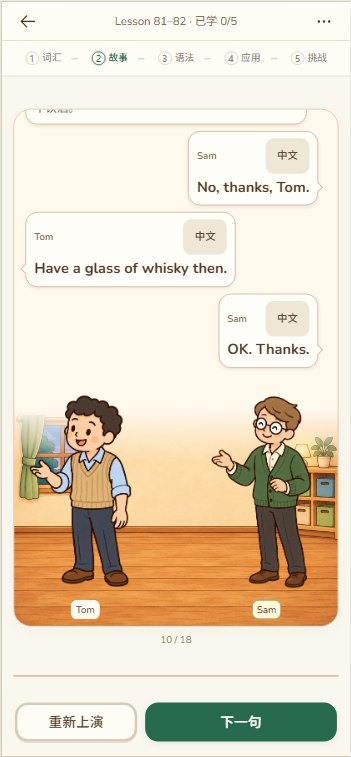 Lesson 81–82 · 已学 0/5
1 词汇 – 2 故事 – 3 语法 – 4 应用 – 5 挑战
Sam 中文
No, thanks, Tom.
Tom 中文
Have a glass of whisky then.
Sam 中文
OK. Thanks.
Tom Sam
10 / 18
重新上演 下一句